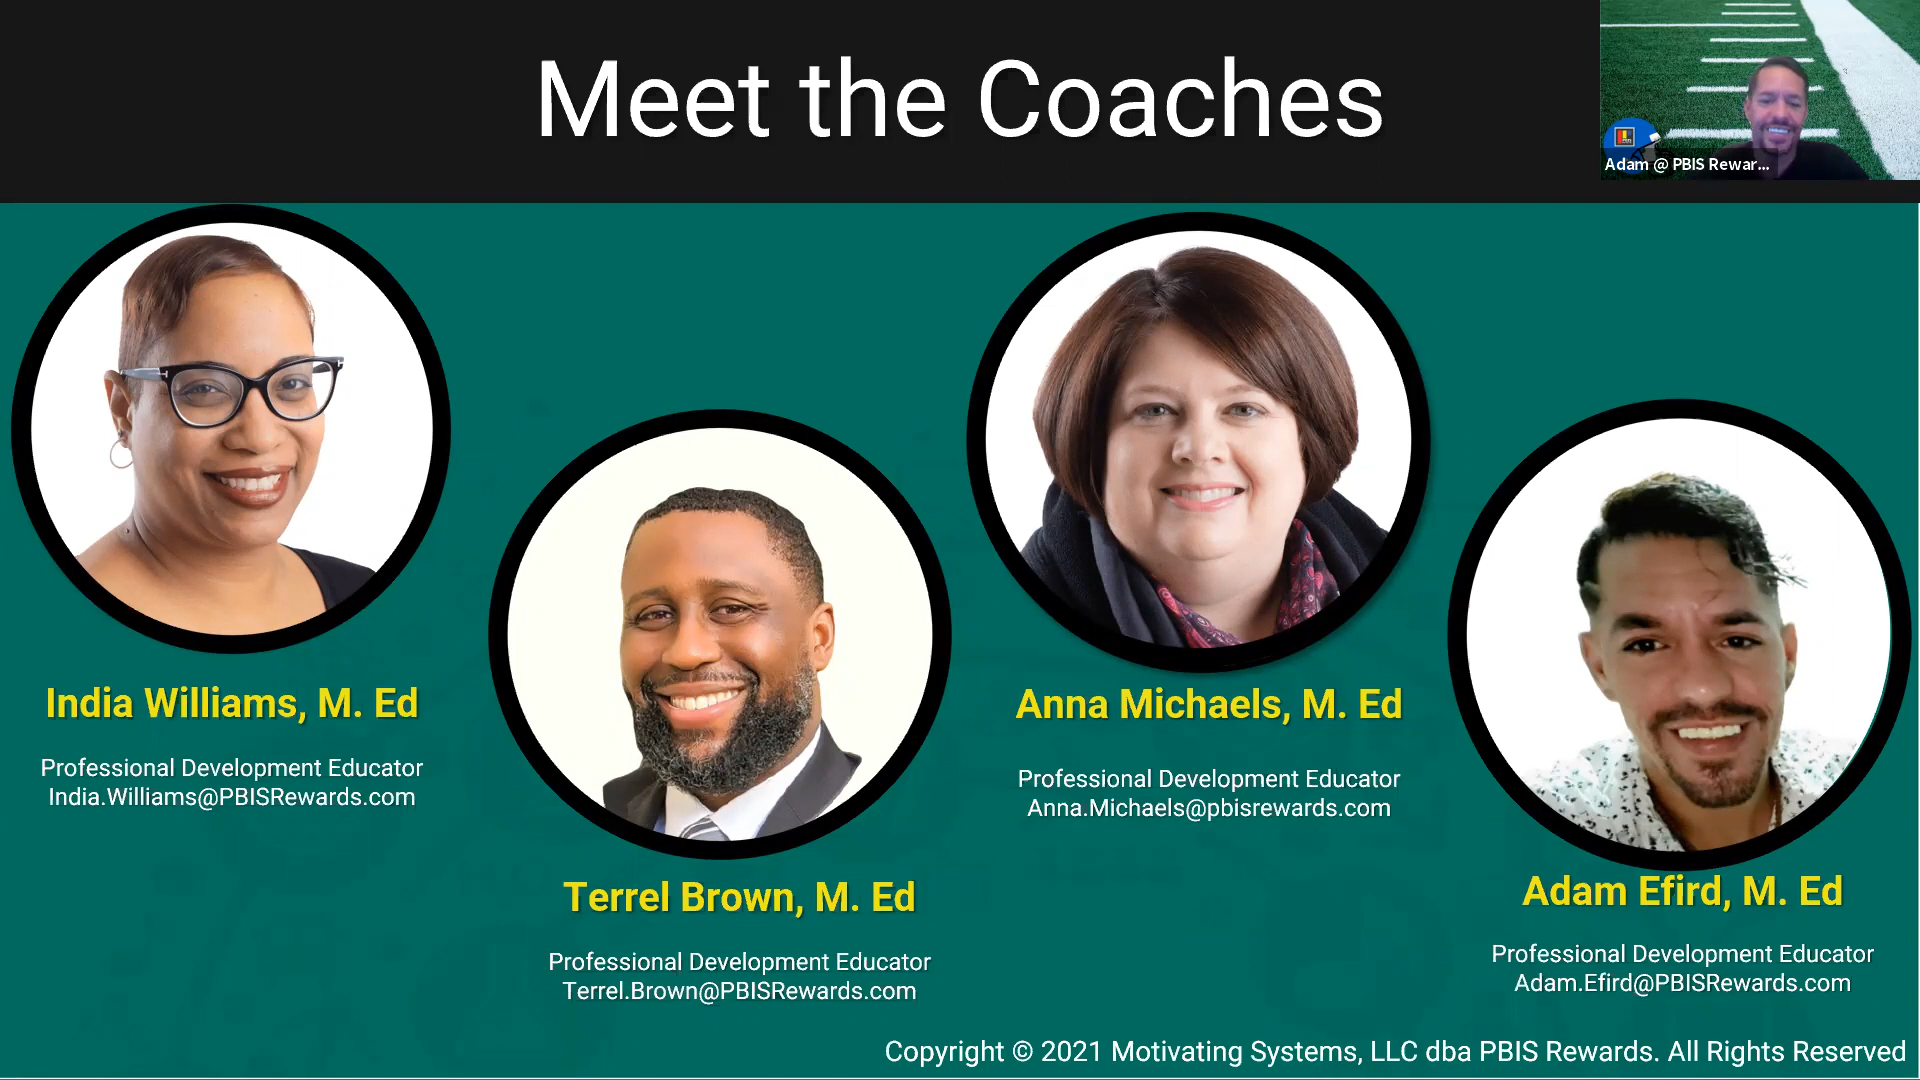 Meet the Coaches
Adam @ PBIS Rewar...
India Williams, M. Ed
Professional Development Educator
India.Williams@PBISRewards.com
Terrel Brown, M. Ed
Professional Development Educator
Terrel.Brown@PBISRewards.com
Anna Michaels, M. Ed
Professional Development Educator
Anna.Michaels@pbisrewards.com
Adam Efird, M. Ed
Professional Development Educator
Adam.Efird@PBISRewards.com
Copyright © 2021 Motivating Systems, LLC dba PBIS Rewards. All Rights Reserved